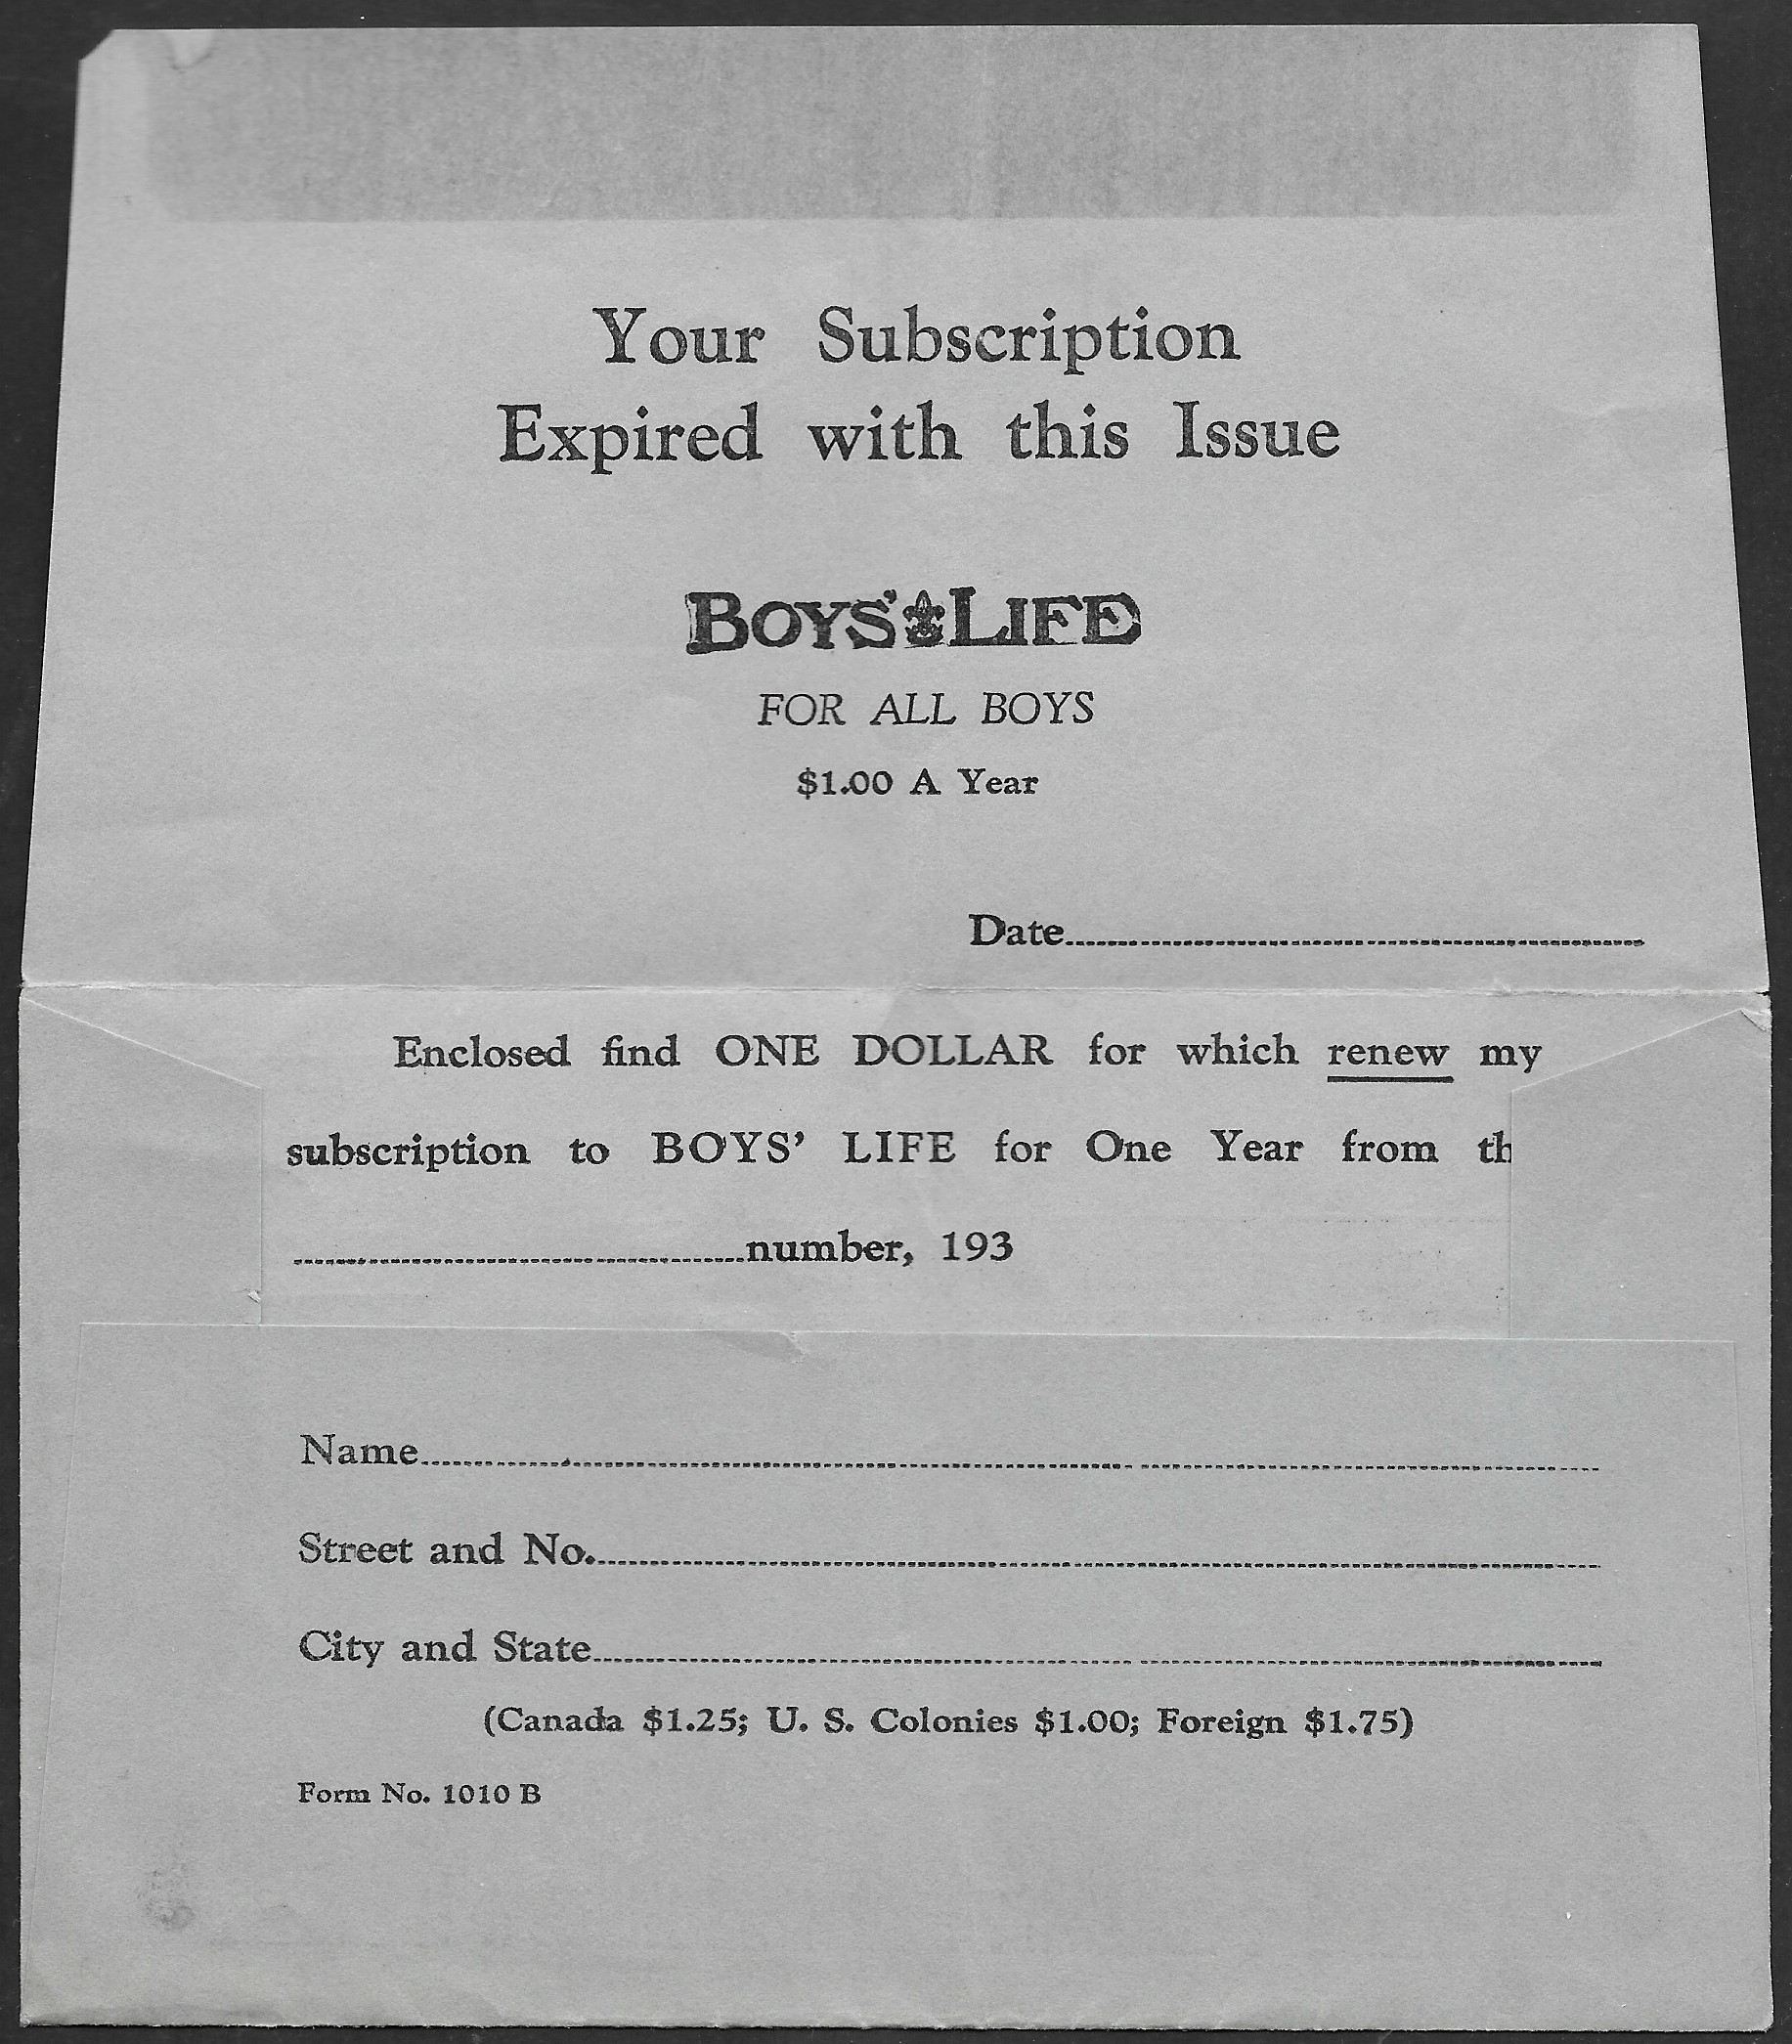 Your Subscription
Expired with this Issue
BOYS' LIFE
FOR ALL BOYS
$1.00 A Year
Date
Enclosed find ONE DOLLAR for which renew my
subscription to BOYS' LIFE for One Year from th
number, 193
Name
Street and No.
City and State
(Canada $1.25; U. S. Colonies $1.00; Foreign $1.75)
Form No. 1010 B